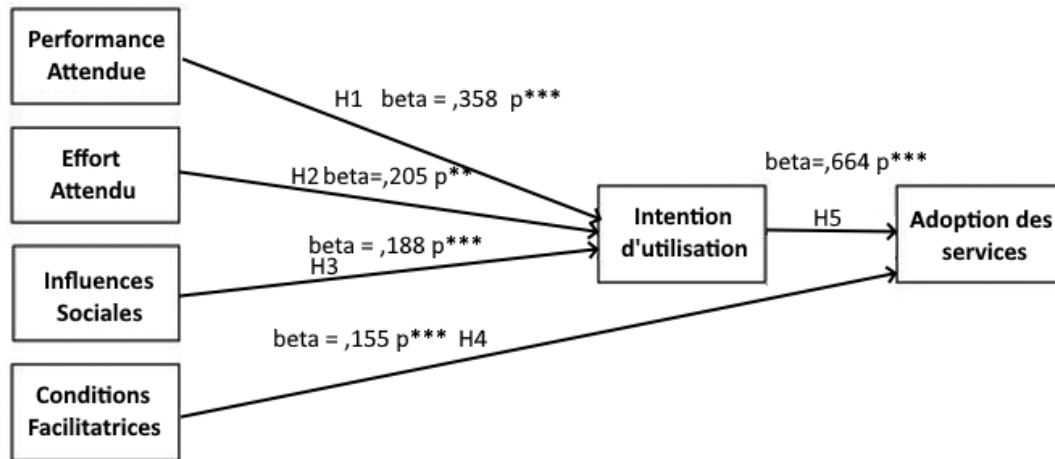 Performance
Attendue
H1 beta = ,358 p***
Effort
Attendu
H2 beta=,205 p**
beta=,664 p***
Intention
d'utilisation
H5
Adoption des
services
beta = ,188 p***
H3
Influences
Sociales
beta = ,155 p*** H4
Conditions
Facilitatrices